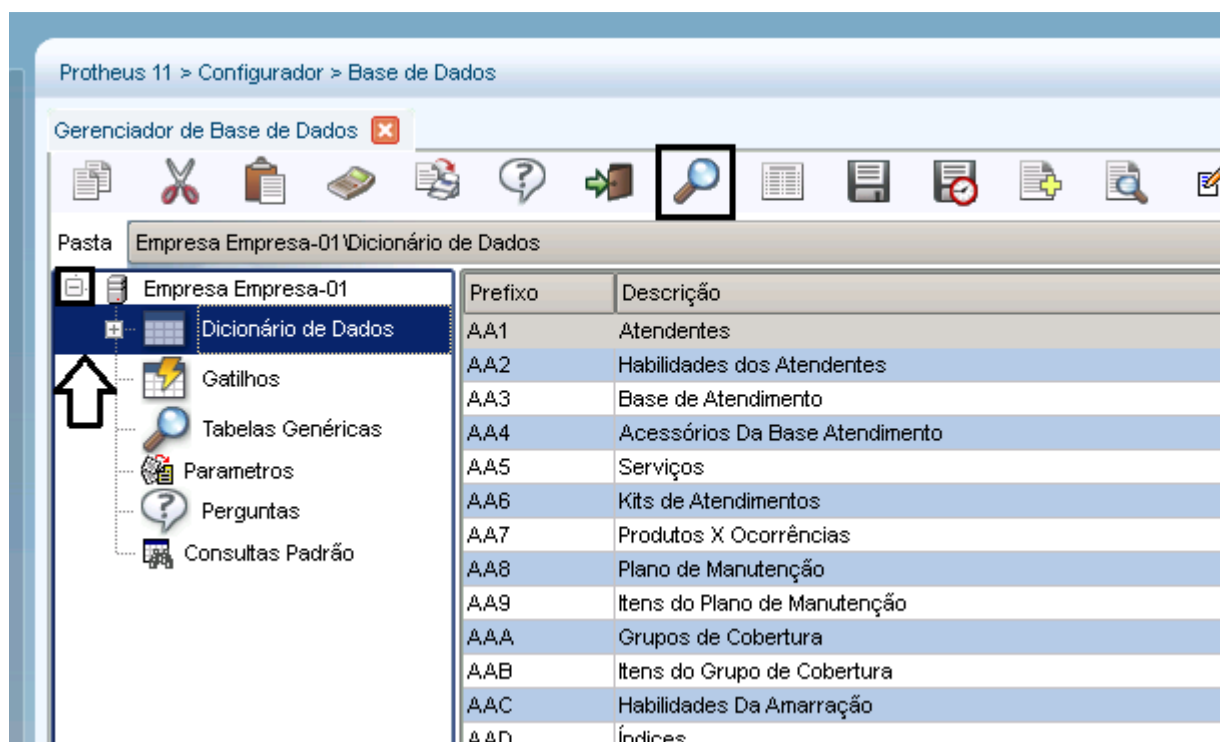 Protheus 11 > Configurador > Base de Dados
Gerenciador de Base de Dados
Pasta Empresa Empresa-01\Dicionário de Dados
Empresa Empresa-01
Dicionário de Dados
Gatilhos
Tabelas Genéricas
Parametros
Perguntas
Consultas Padrão
Prefixo Descrição
AA1 Atendentes
AA2 Habilidades dos Atendentes
AA3 Base de Atendimento
AA4 Acessórios Da Base Atendimento
AA5 Serviços
AA6 Kits de Atendimentos
AA7 Produtos X Ocorrências
AA8 Plano de Manutenção
AA9 Itens do Plano de Manutenção
AAA Grupos de Cobertura
AAB Itens do Grupo de Cobertura
AAC Habilidades Da Amarração
AAD Índices